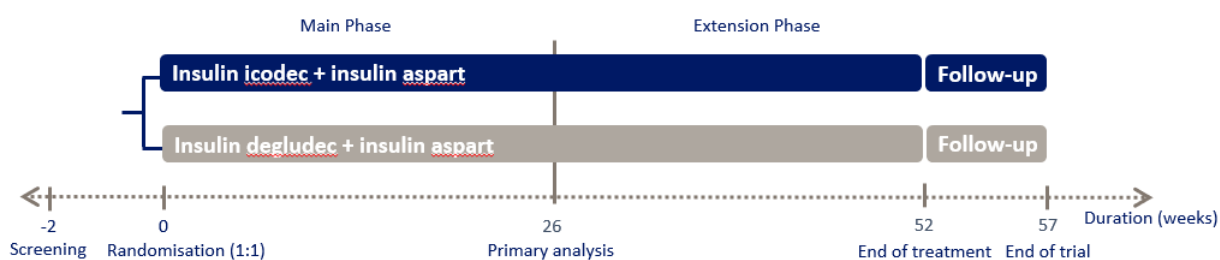 Main Phase
Extension Phase
Insulin icodec + insulin aspart
Follow-up
Insulin degludec + insulin aspart
Follow-up
-2
0
26
52
57
Duration (weeks)
Screening
Randomisation (1:1)
Primary analysis
End of treatment
End of trial